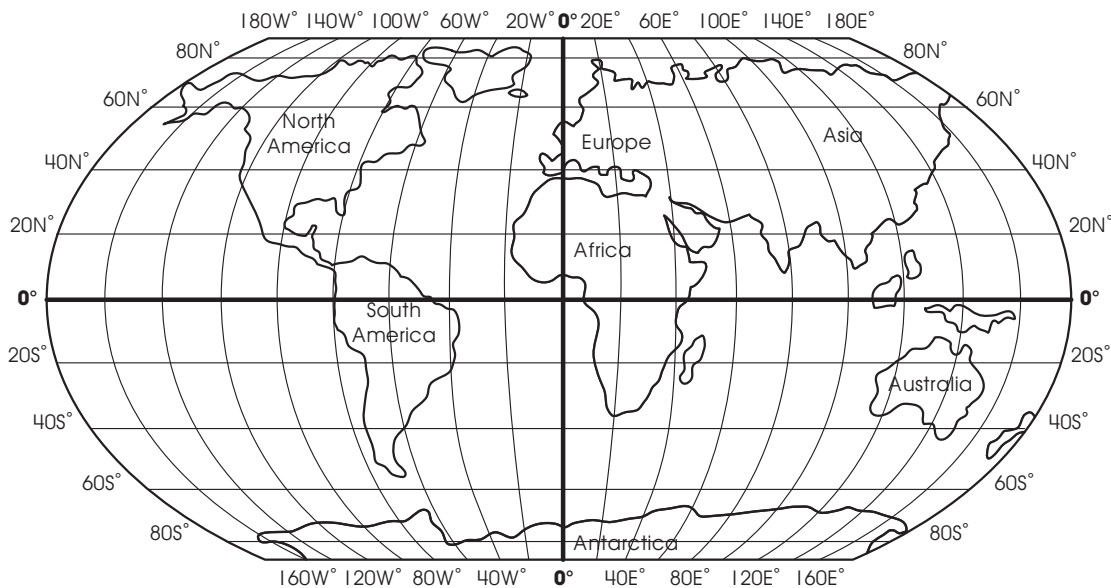 180W° 140W° 100W° 60W° 20W° 0° 20E° 60E° 100E° 140E° 180E°
80N° 80N°
60N° 60N°
North
America
Europe
Asia
40N° 40N°
20N° 20N°
Africa
0° 0°
South
America
20S° 20S°
Australia
40S° 40S°
60S° 60S°
80S° 80S°
Antarctica
160W° 120W° 80W° 40W° 0° 40E° 80E° 120E° 160E°